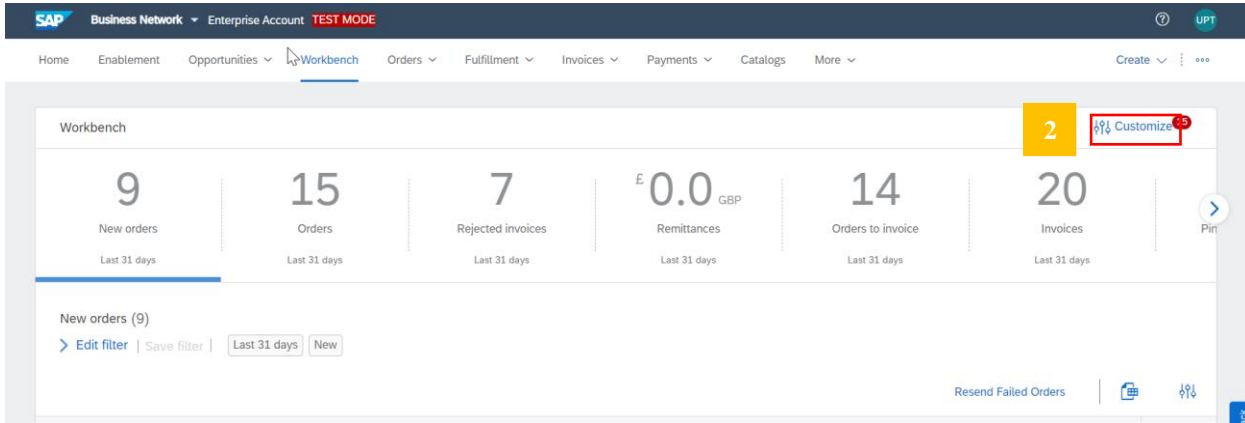 SAP Business Network Enterprise Account TEST MODE UPT
Home Enablement Opportunities Workbench Orders Fulfillment Invoices Payments Catalogs More Create
Workbench 2 Customize
9 15 7 £0.0 GBP 14 20
New orders Orders Rejected invoices Remittances Orders to invoice Invoices Pin
Last 31 days Last 31 days Last 31 days Last 31 days Last 31 days Last 31 days
New orders (9)
Edit filter | Save filter | Last 31 days New
Resend Failed Orders